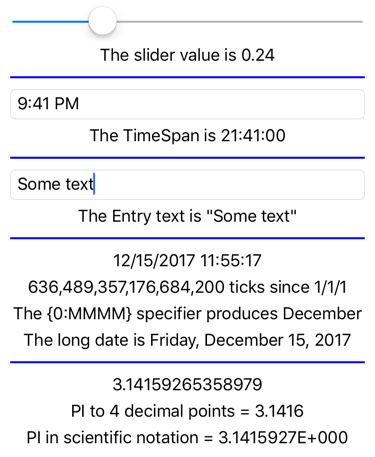 The slider value is 0.24
9:41 PM
The TimeSpan is 21:41:00
Some text
The Entry text is "Some text"
12/15/2017 11:55:17
636,489,357,176,684,200 ticks since 1/1/1
The {0:MMMM} specifier produces December
The long date is Friday, December 15, 2017
3.14159265358979
PI to 4 decimal points = 3.1416
PI in scientific notation = 3.1415927E+000